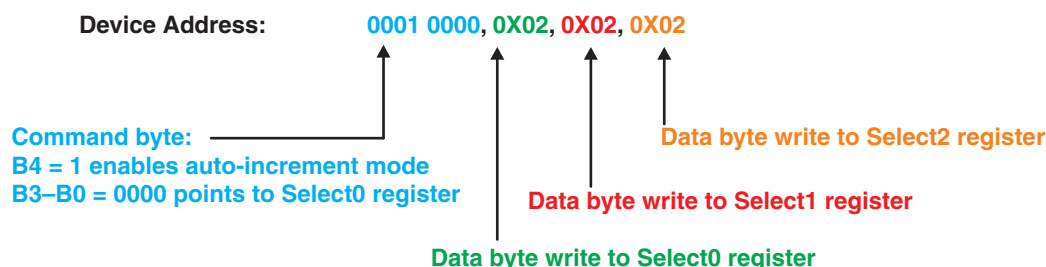 Device Address: 0001 0000, 0X02, 0X02, 0X02
Command byte:
B4 = 1 enables auto-increment mode
B3–B0 = 0000 points to Select0 register
Data byte write to Select2 register
Data byte write to Select1 register
Data byte write to Select0 register